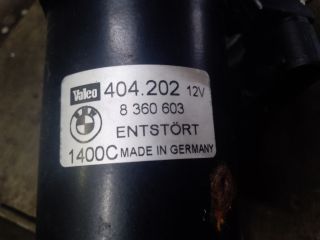 Valeo 404.202 12V
8 360 603
ENTSTÖRT
1400C MADE IN GERMANY